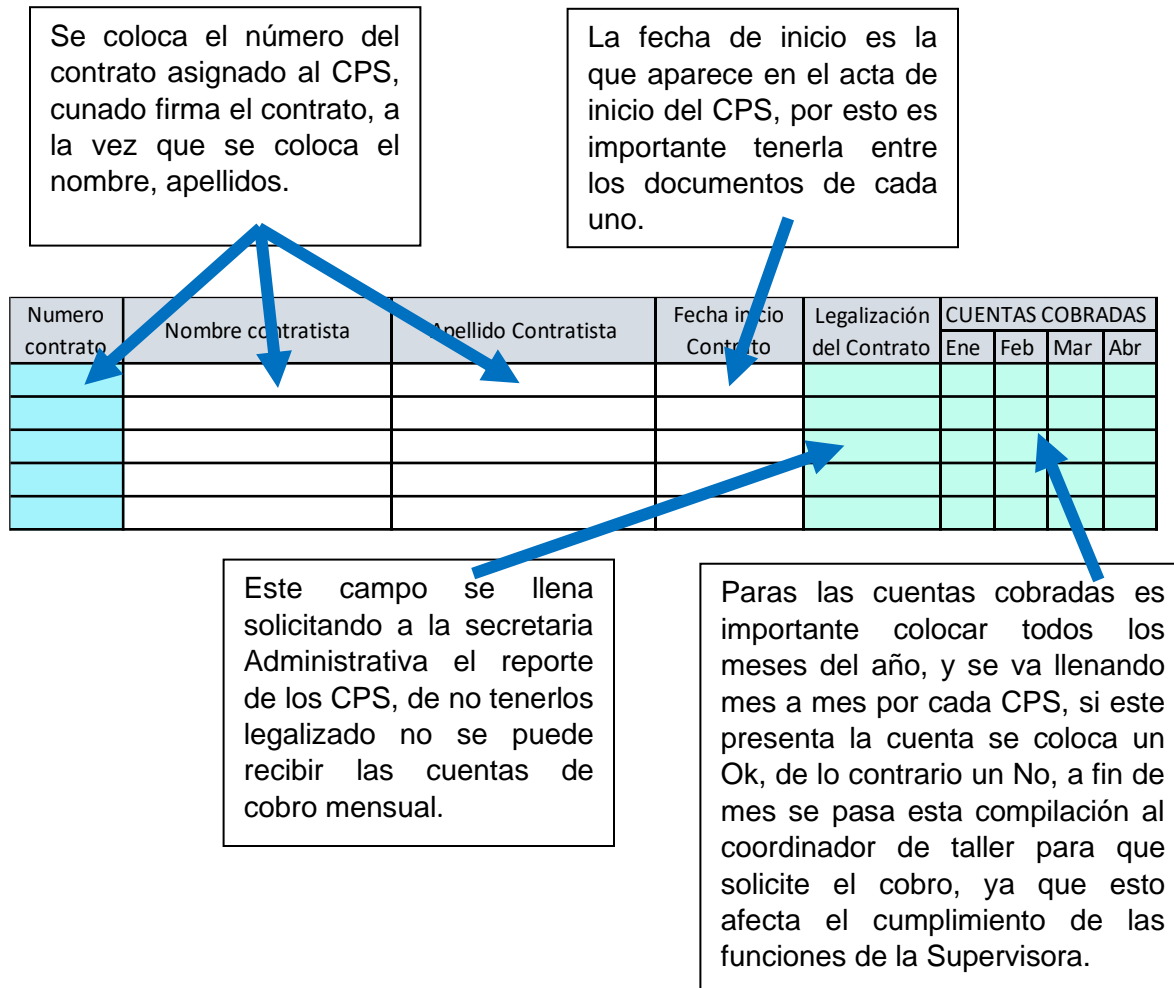 Se coloca el número del
contrato asignado al CPS,
cunado firma el contrato, a
la vez que se coloca el
nombre, apellidos.
La fecha de inicio es la
que aparece en el acta de
inicio del CPS, por esto es
importante tenerla entre
los documentos de cada
uno.
Numero contrato
Nombre contratista
Apellido Contratista
Fecha inicio Contrato
Legalización del Contrato
CUENTAS COBRADAS
Ene Feb Mar Abr
Este campo se llena
solicitando a la secretaria
Administrativa el reporte
de los CPS, de no tenerlos
legalizado no se puede
recibir las cuentas de
cobro mensual.
Paras las cuentas cobradas es
importante colocar todos los
meses del año, y se va llenando
mes a mes por cada CPS, si este
presenta la cuenta se coloca un
Ok, de lo contrario un No, a fin de
mes se pasa esta compilación al
coordinador de taller para que
solicite el cobro, ya que esto
afecta el cumplimiento de las
funciones de la Supervisora.